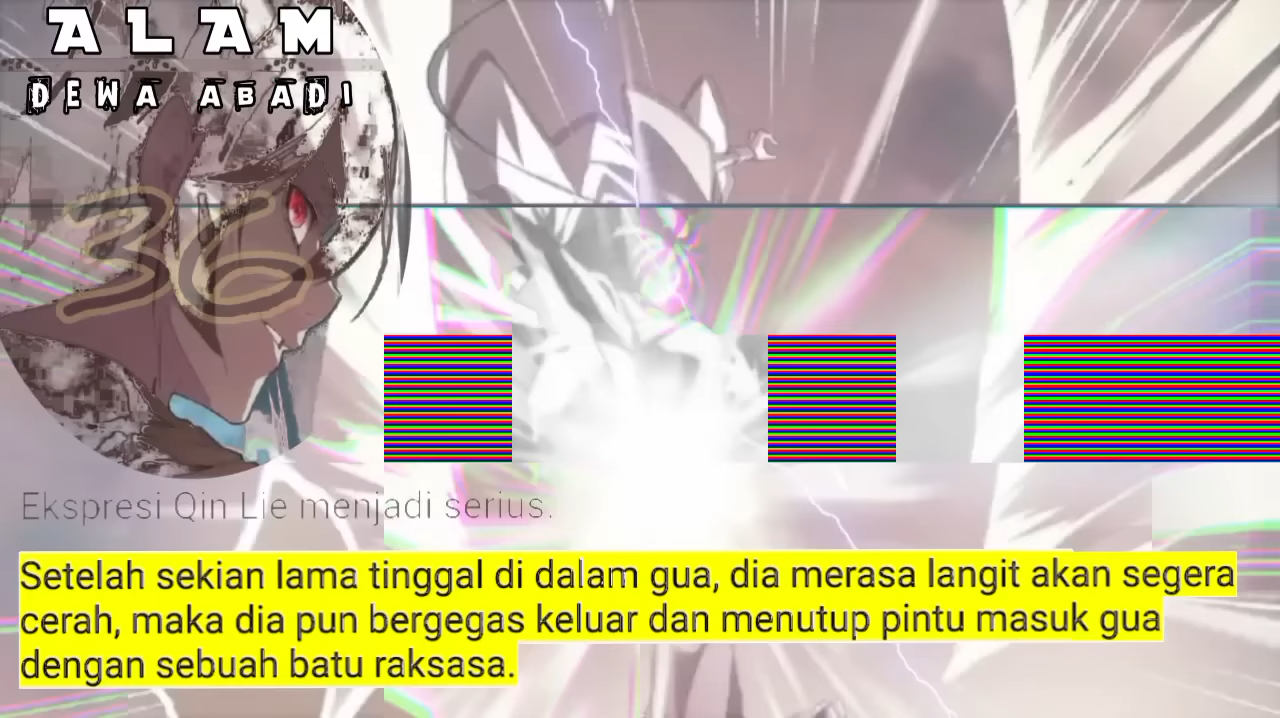 ALAM
DEWA ABADI
36
Ekspresi Qin Lie menjadi serius.
Setelah sekian lama tinggal di dalam gua, dia merasa langit akan segera
cerah, maka dia pun bergegas keluar dan menutup pintu masuk gua
dengan sebuah batu raksasa.